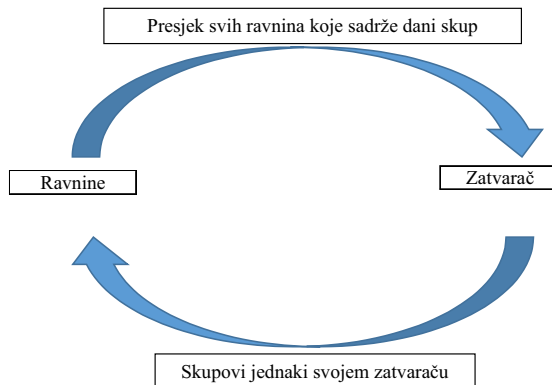 Presjek svih ravnina koje sadrže dani skup
Ravnine
Zatvarač
Skupovi jednaki svojem zatvaraču